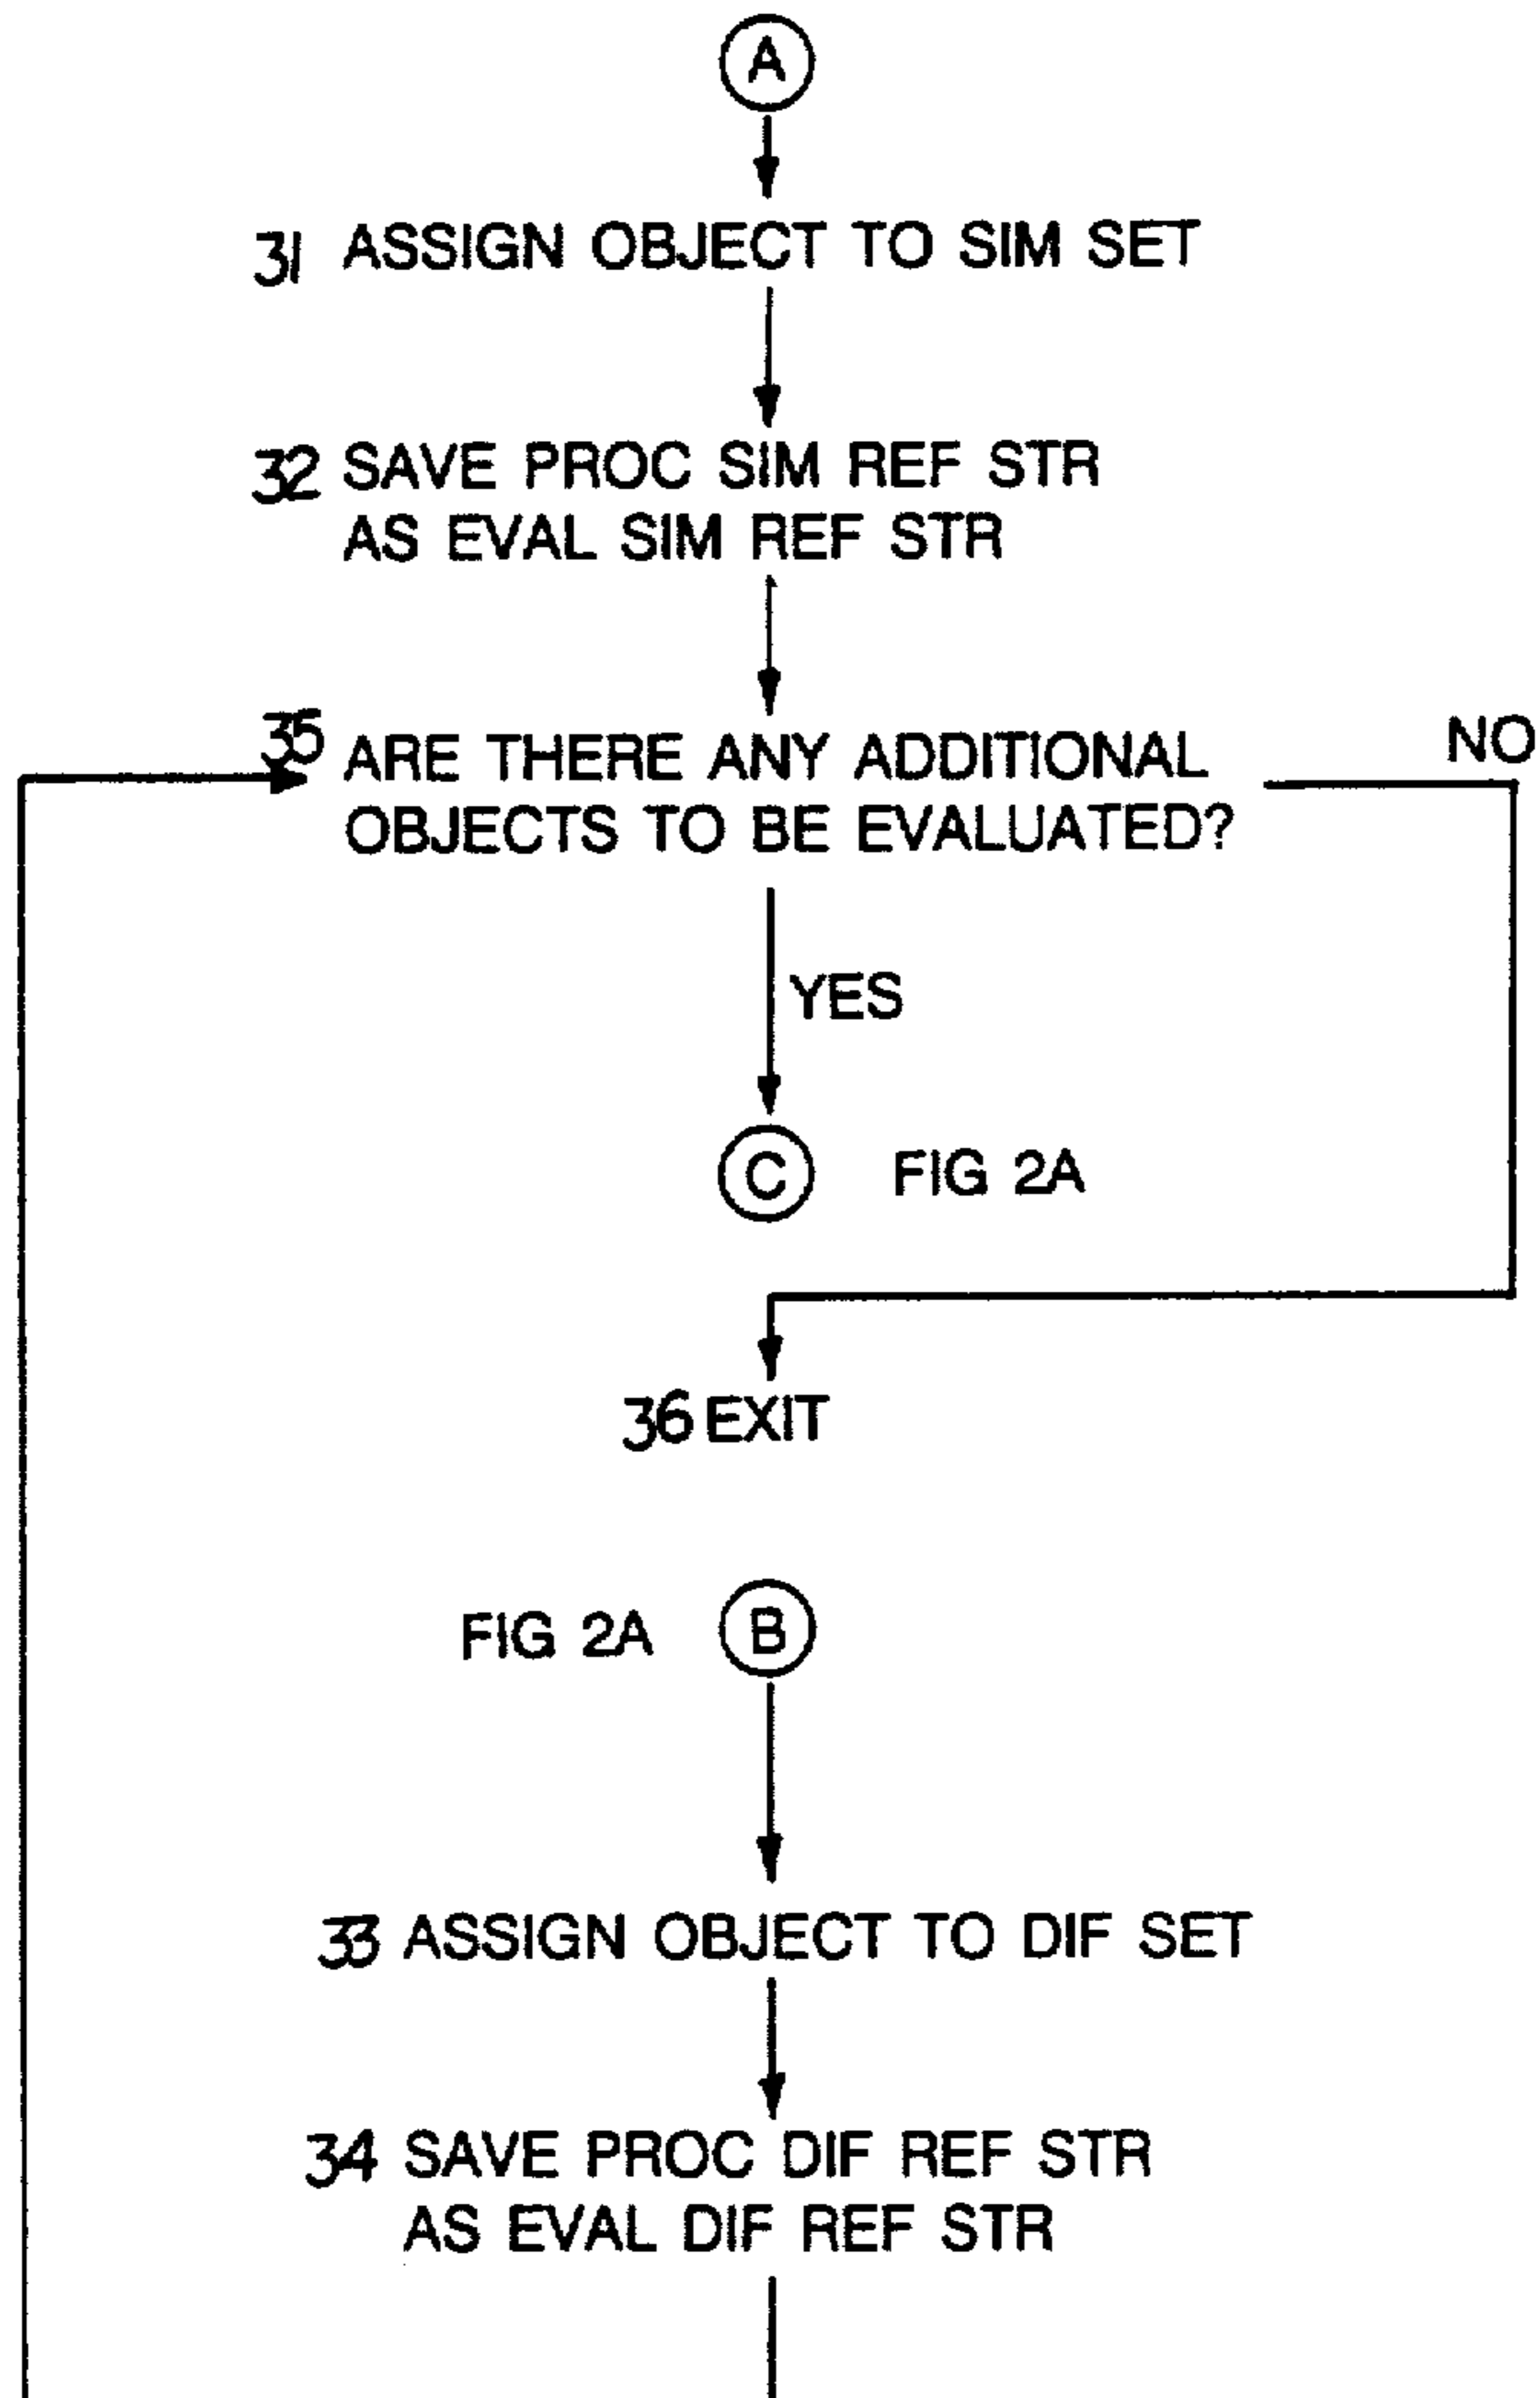 A
31 ASSIGN OBJECT TO SIM SET
32 SAVE PROC SIM REF STR
AS EVAL SIM REF STR
35 ARE THERE ANY ADDITIONAL
OBJECTS TO BE EVALUATED?
NO
YES
C FIG 2A
36 EXIT
FIG 2A B
33 ASSIGN OBJECT TO DIF SET
34 SAVE PROC DIF REF STR
AS EVAL DIF REF STR